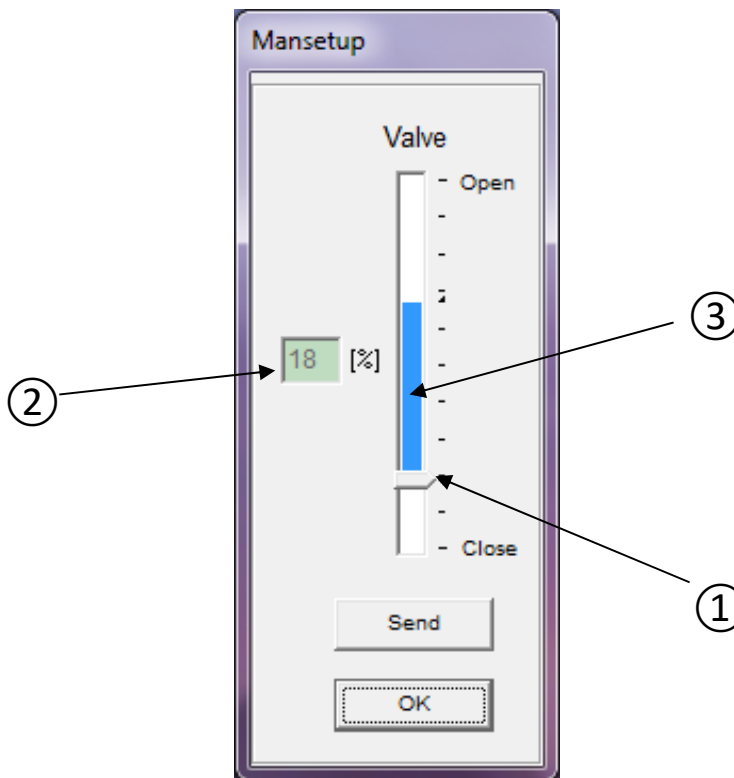 Mansetup
Valve
Open
③
18 [%]
②
Close
①
Send
OK